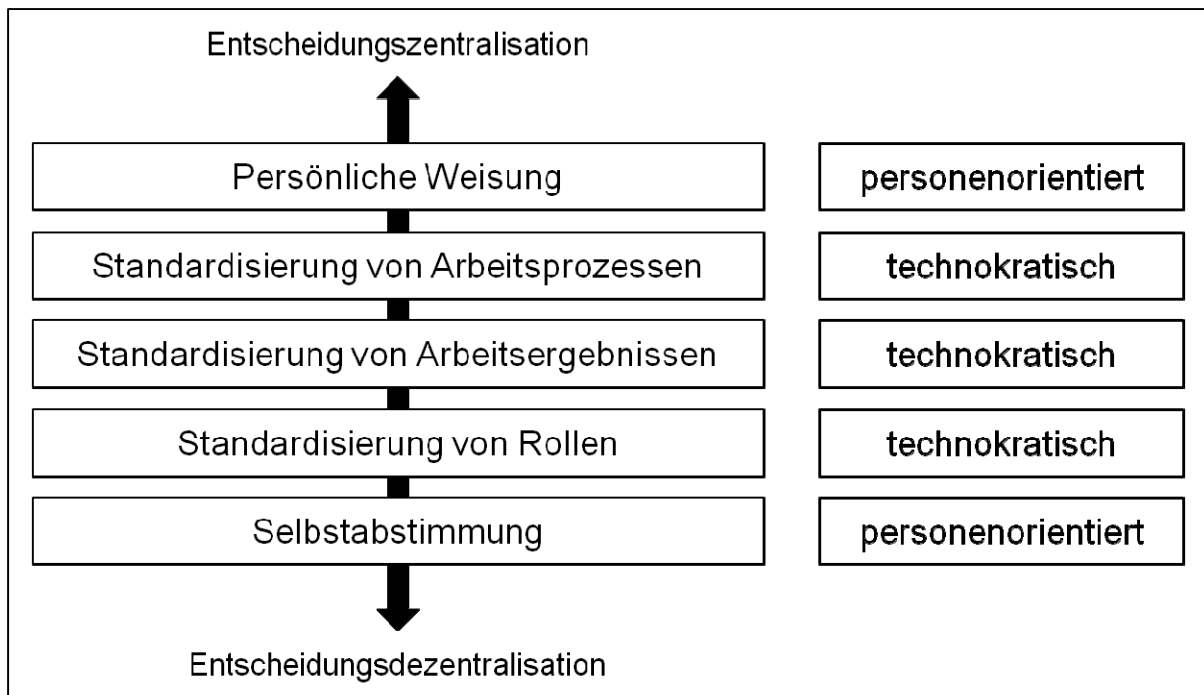 Entscheidungszentralisation
Persönliche Weisung
personenorientiert
Standardisierung von Arbeitsprozessen
technokratisch
Standardisierung von Arbeitsergebnissen
technokratisch
Standardisierung von Rollen
technokratisch
Selbstabstimmung
personenorientiert
Entscheidungsdezentralisation